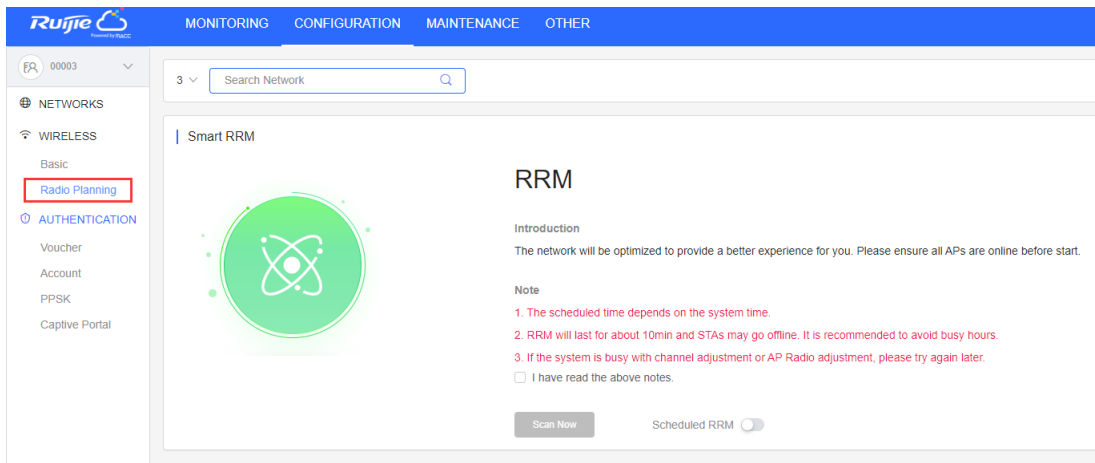 Ruijie
Powered by MACC
MONITORING CONFIGURATION MAINTENANCE OTHER
00003
3 Search Network
NETWORKS
WIRELESS
Basic
Radio Planning
AUTHENTICATION
Voucher
Account
PPSK
Captive Portal
Smart RRM
RRM
Introduction
The network will be optimized to provide a better experience for you. Please ensure all APs are online before start.
Note
1. The scheduled time depends on the system time.
2. RRM will last for about 10min and STAs may go offline. It is recommended to avoid busy hours.
3. If the system is busy with channel adjustment or AP Radio adjustment, please try again later.
I have read the above notes.
Scan Now Scheduled RRM